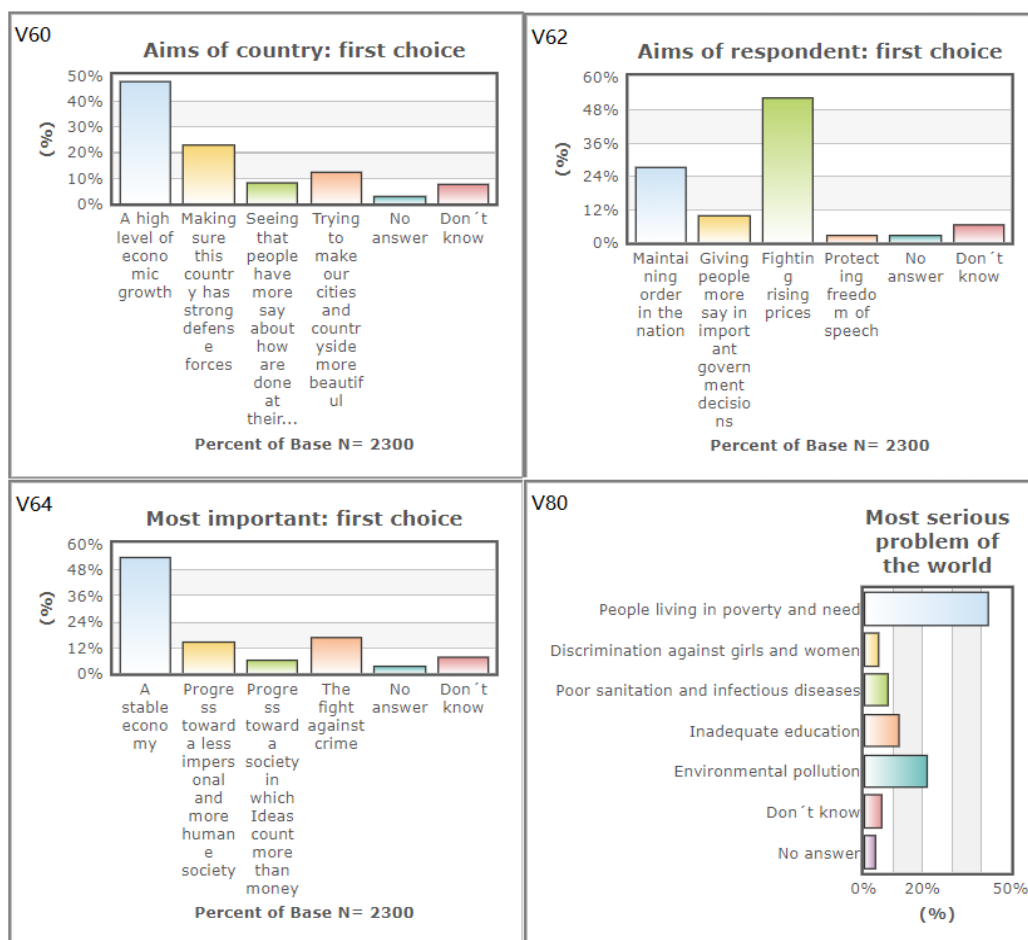 V60
Aims of country: first choice
50%
40%
30%
20%
10%
0%
(%)
A high
level of
econo
mic
growth
Making
sure
this
countr
y has
strong
defens
e
forces
Seeing
that
people
have
more
say
about
how
are
done
at
their...
Trying
to
make
our
cities
and
countr
yside
more
beautif
ul
No
answer
Don´t
know
Percent of Base N= 2300
V62
Aims of respondent: first choice
60%
48%
36%
24%
12%
0%
(%)
Maintai
ning
order
in the
nation
Giving
people
more
say in
import
ant
govern
ment
decisio
ns
Fightin
g
rising
prices
Protect
ing
freedo
m of
speech
No
answer
Don´t
know
Percent of Base N= 2300
V64
Most important: first choice
60%
48%
36%
24%
12%
0%
(%)
A
stable
econo
my
Progre
ss
toward
a less
impers
onal
and
more
human
e
society
Progre
ss
toward
a
society
in
which
Ideas
count
more
than
money
The
fight
against
crime
No
answer
Don´t
know
Percent of Base N= 2300
V80
Most serious
problem of
the world
People living in poverty and need
Discrimination against girls and women
Poor sanitation and infectious diseases
Inadequate education
Environmental pollution
Don´t know
No answer
0%
20%
50%
(%)